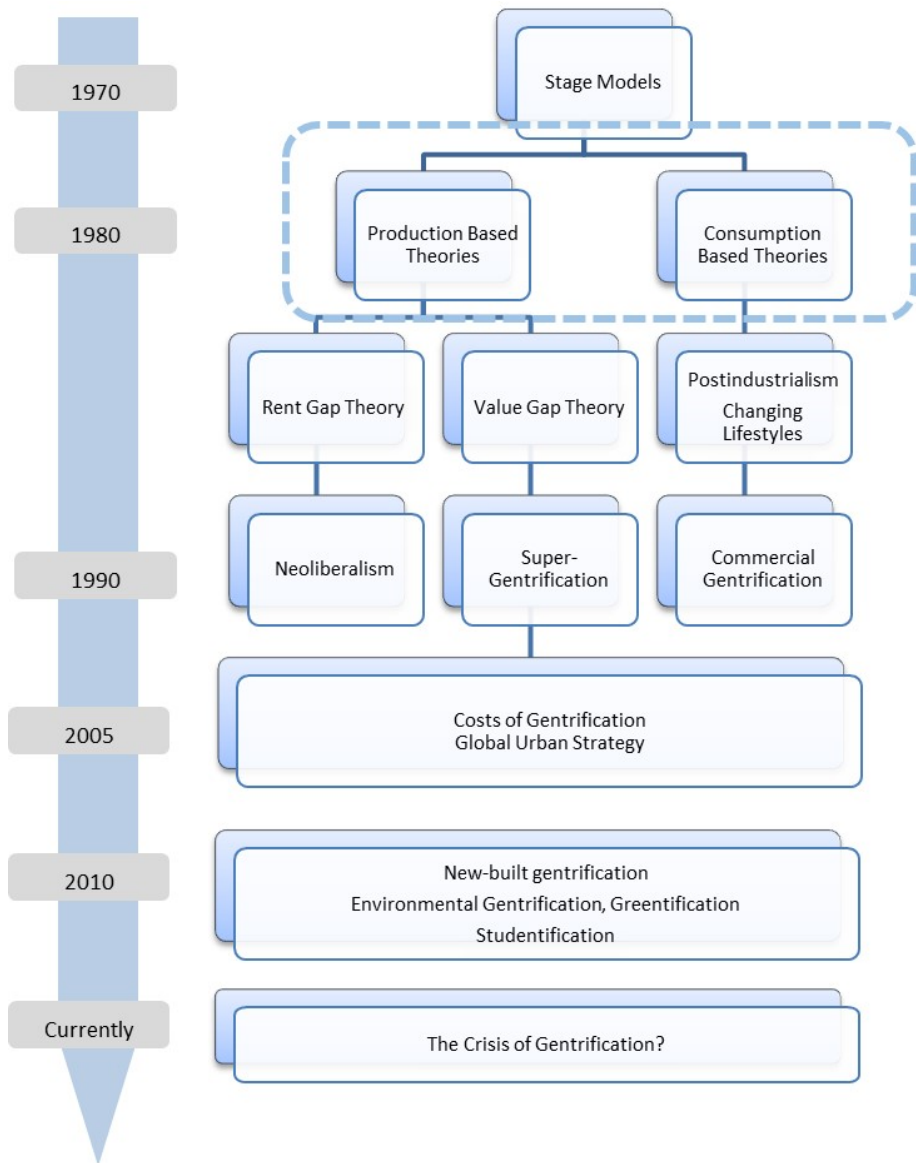 1970
Stage Models
1980
Production Based
Theories
Consumption
Based Theories
Rent Gap Theory
Value Gap Theory
Postindustrialism
Changing
Lifestyles
1990
Neoliberalism
Super-
Gentrification
Commercial
Gentrification
2005
Costs of Gentrification
Global Urban Strategy
2010
New-built gentrification
Environmental Gentrification, Greentification
Studentification
Currently
The Crisis of Gentrification?